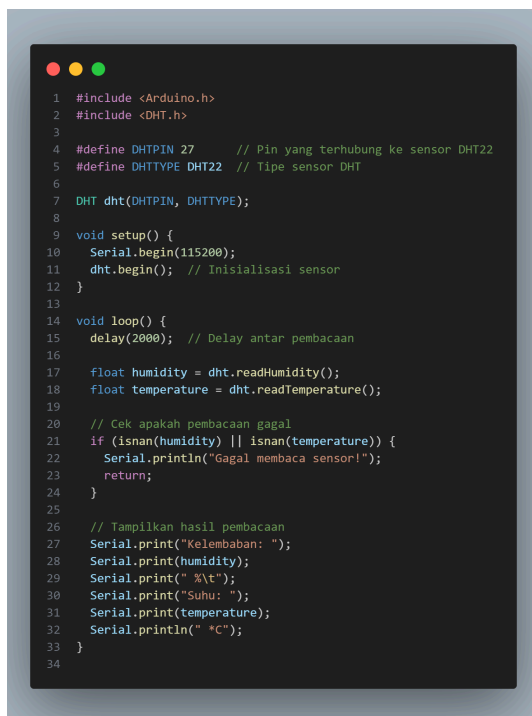 1 #include <Arduino.h>
2 #include <DHT.h>
3
4 #define DHTPIN 27 // Pin yang terhubung ke sensor DHT22
5 #define DHTTYPE DHT22 // Tipe sensor DHT
6
7 DHT dht(DHTPIN, DHTTYPE);
8
9 void setup() {
10 Serial.begin(115200);
11 dht.begin(); // Inisialisasi sensor
12 }
13
14 void loop() {
15 delay(2000); // Delay antar pembacaan
16
17 float humidity = dht.readHumidity();
18 float temperature = dht.readTemperature();
19
20 // Cek apakah pembacaan gagal
21 if (isnan(humidity) || isnan(temperature)) {
22 Serial.println("Gagal membaca sensor!");
23 return;
24 }
25
26 // Tampilkan hasil pembacaan
27 Serial.print("Kelembaban: ");
28 Serial.print(humidity);
29 Serial.print(" %\t");
30 Serial.print("Suhu: ");
31 Serial.print(temperature);
32 Serial.println(" *C");
33 }
34